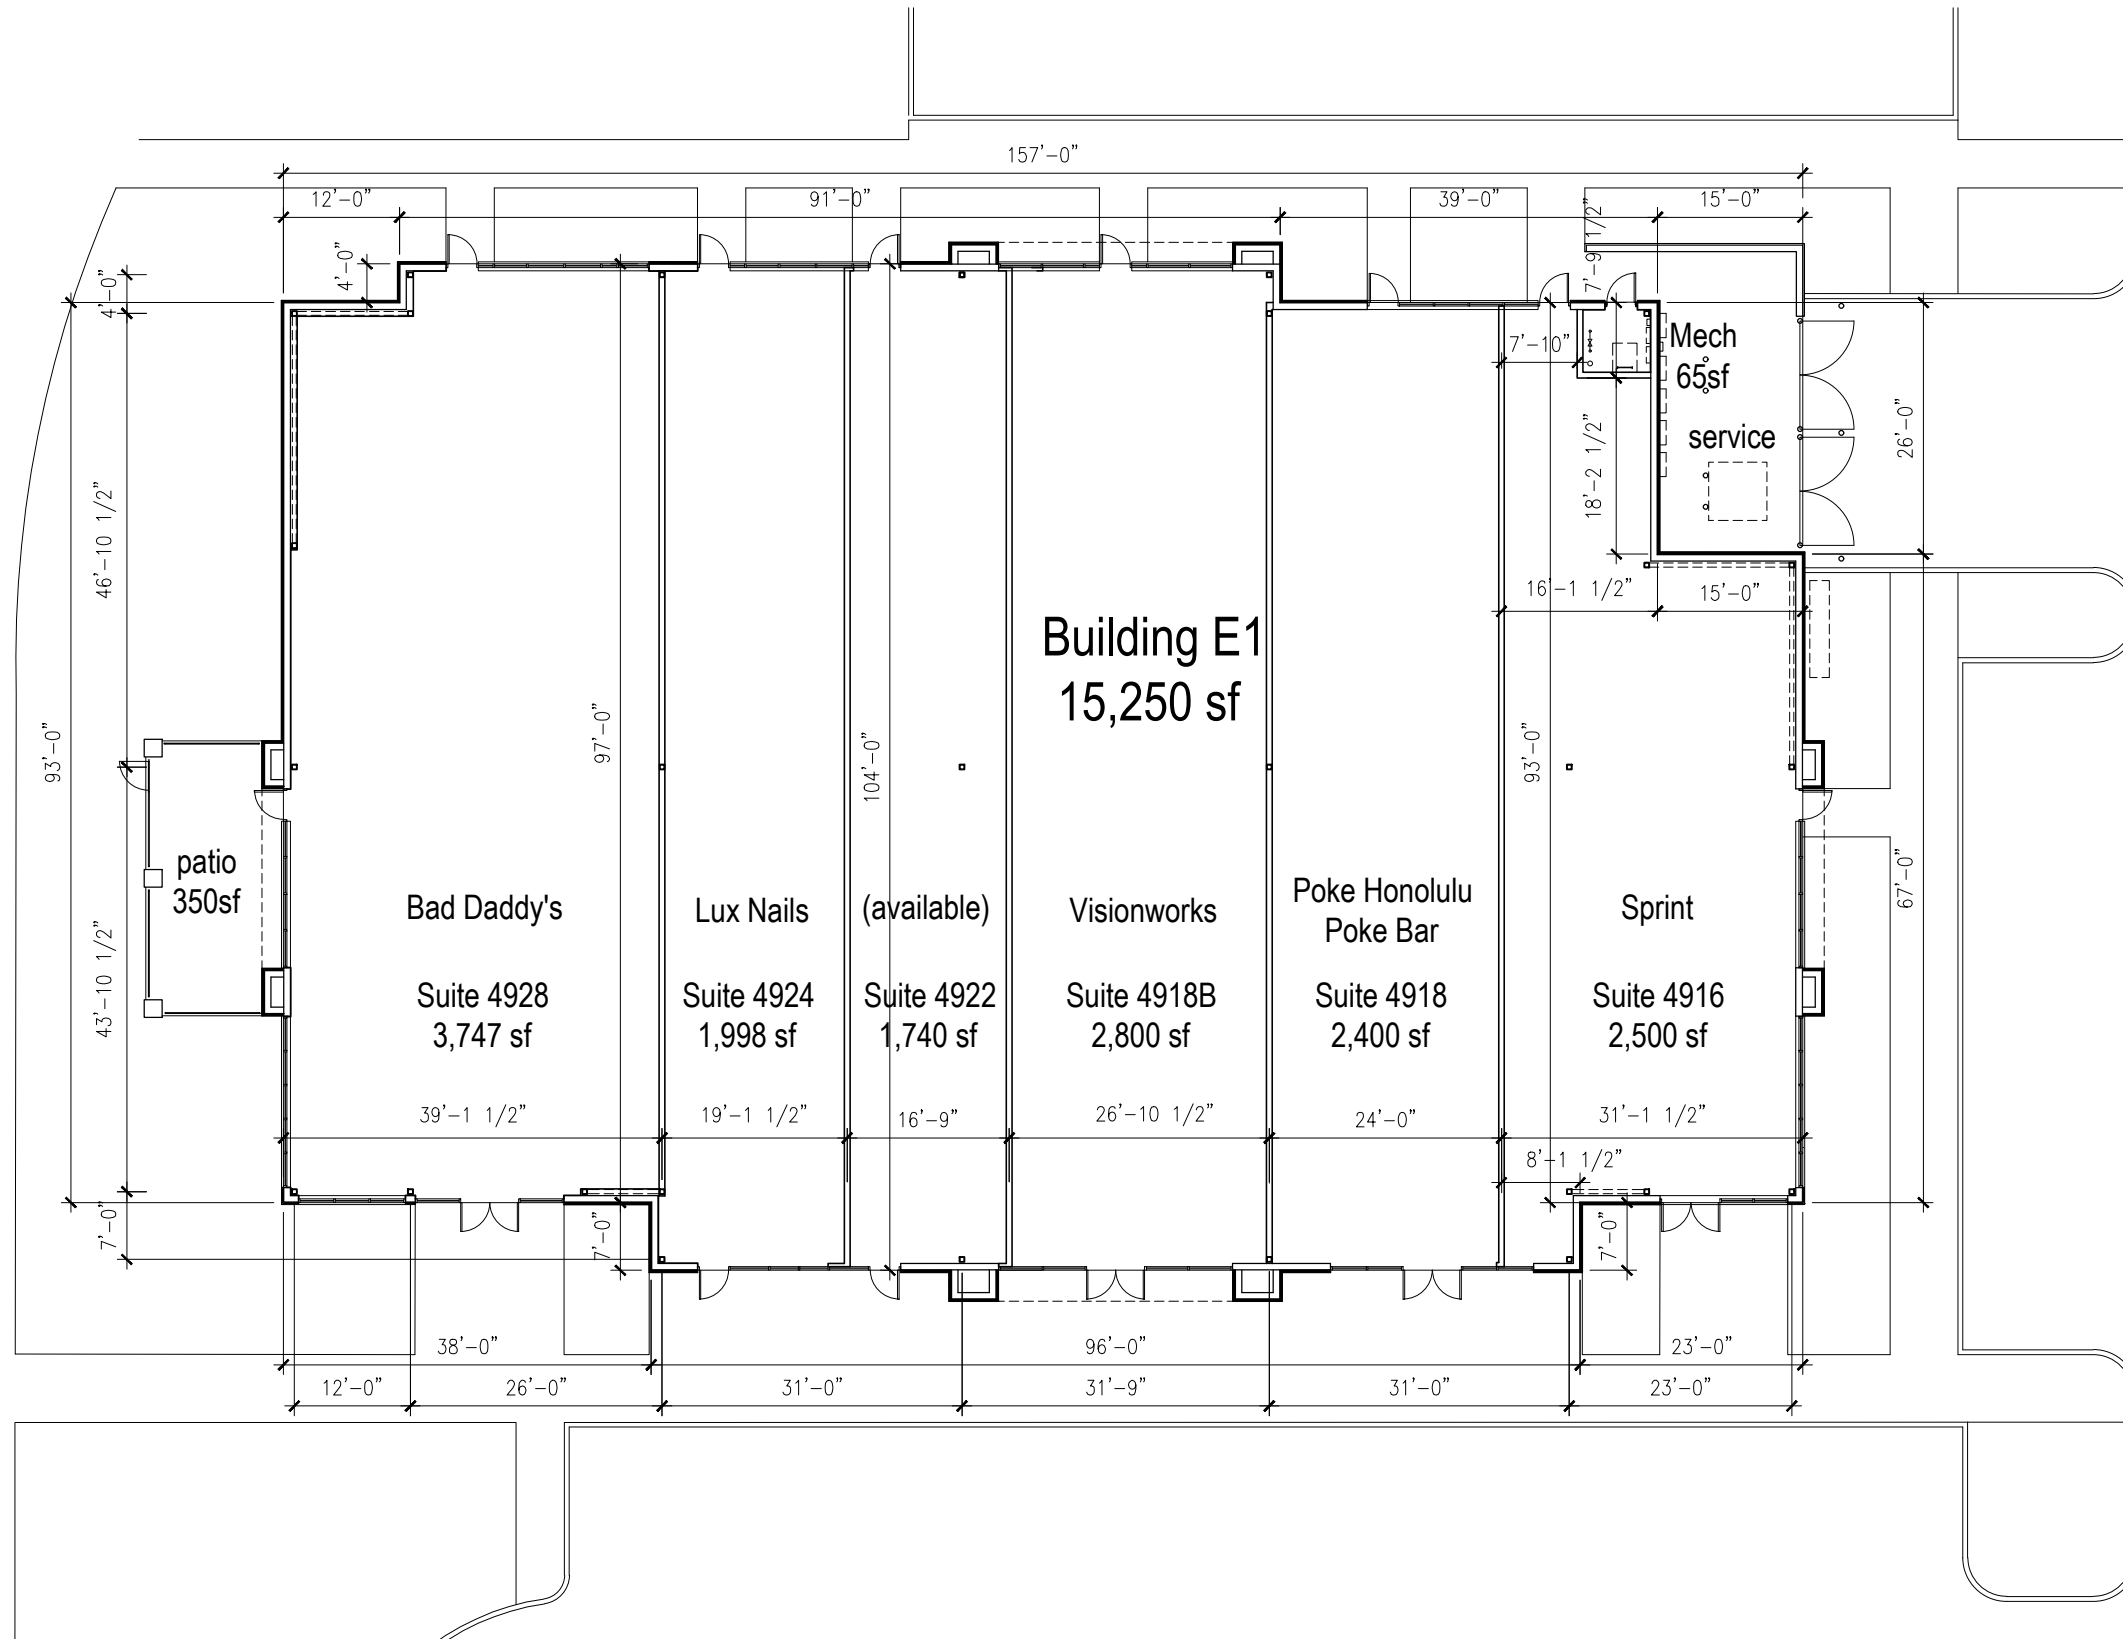 157'-0"
12'-0"
91'-0"
39'-0"
15'-0"
4'-0"
4'-0"
7'-9 1/2"
Mech
65sf
7'-10"
service
18'-2 1/2"
26'-0"
46'-10 1/2"
16'-1 1/2"
15'-0"
Building E1
15,250 sf
93'-0"
97'-0"
104'-0"
93'-0"
67'-0"
patio
350sf
Bad Daddy's
Suite 4928
3,747 sf
Lux Nails
Suite 4924
1,998 sf
(available)
Suite 4922
1,740 sf
Visionworks
Suite 4918B
2,800 sf
Poke Honolulu
Poke Bar
Suite 4918
2,400 sf
Sprint
Suite 4916
2,500 sf
43'-10 1/2"
39'-1 1/2"
19'-1 1/2"
16'-9"
26'-10 1/2"
24'-0"
31'-1 1/2"
8'-1 1/2"
7'-0"
7'-0"
7'-0"
38'-0"
96'-0"
23'-0"
12'-0"
26'-0"
31'-0"
31'-9"
31'-0"
23'-0"